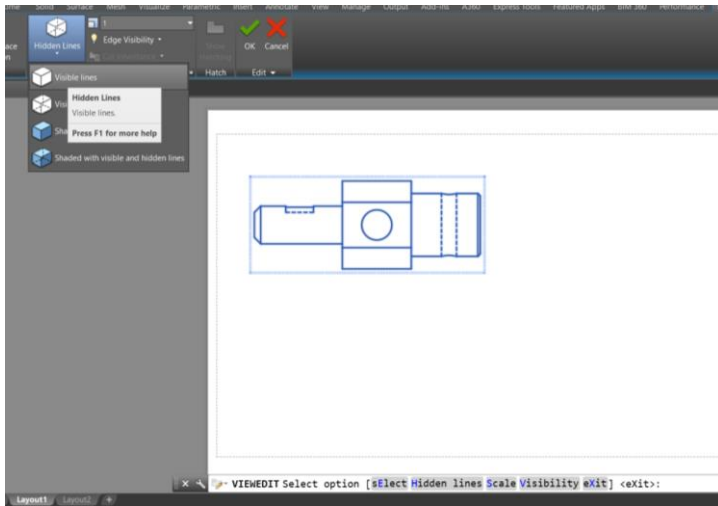 Home Solid Surface Mesh Visualize Parametric Insert Annotate View Manage Output Add-ins A360 Express Tools Featured Apps BIM 360 Performance
1
Hidden Lines
Edge Visibility
OK Cancel
Hatch
Edit
Visible lines
Hidden Lines
Visible lines.
Press F1 for more help
Shaded with visible and hidden lines
VIEWEDIT Select option [sElect Hidden lines Scale Visibility eXit] <eXit>:
Layout1 Layout2 +